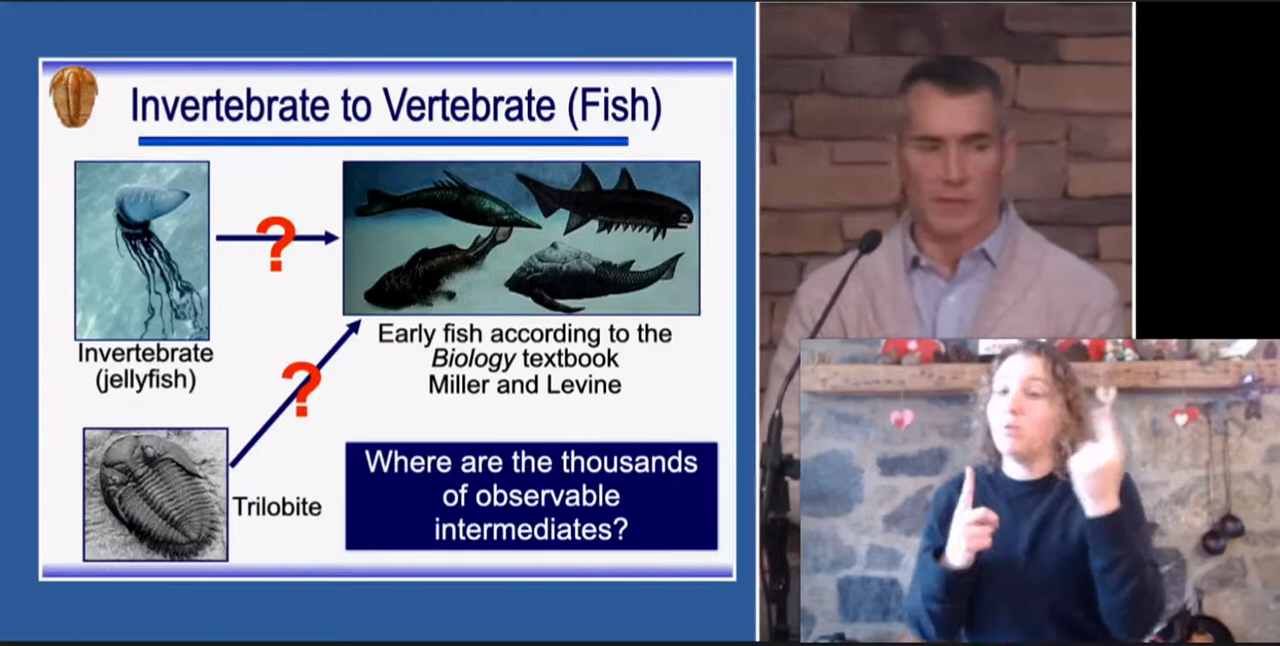 Invertebrate to Vertebrate (Fish)
?
Invertebrate
(jellyfish)
Early fish according to the
Biology textbook
Miller and Levine
?
Trilobite
Where are the thousands
of observable
intermediates?